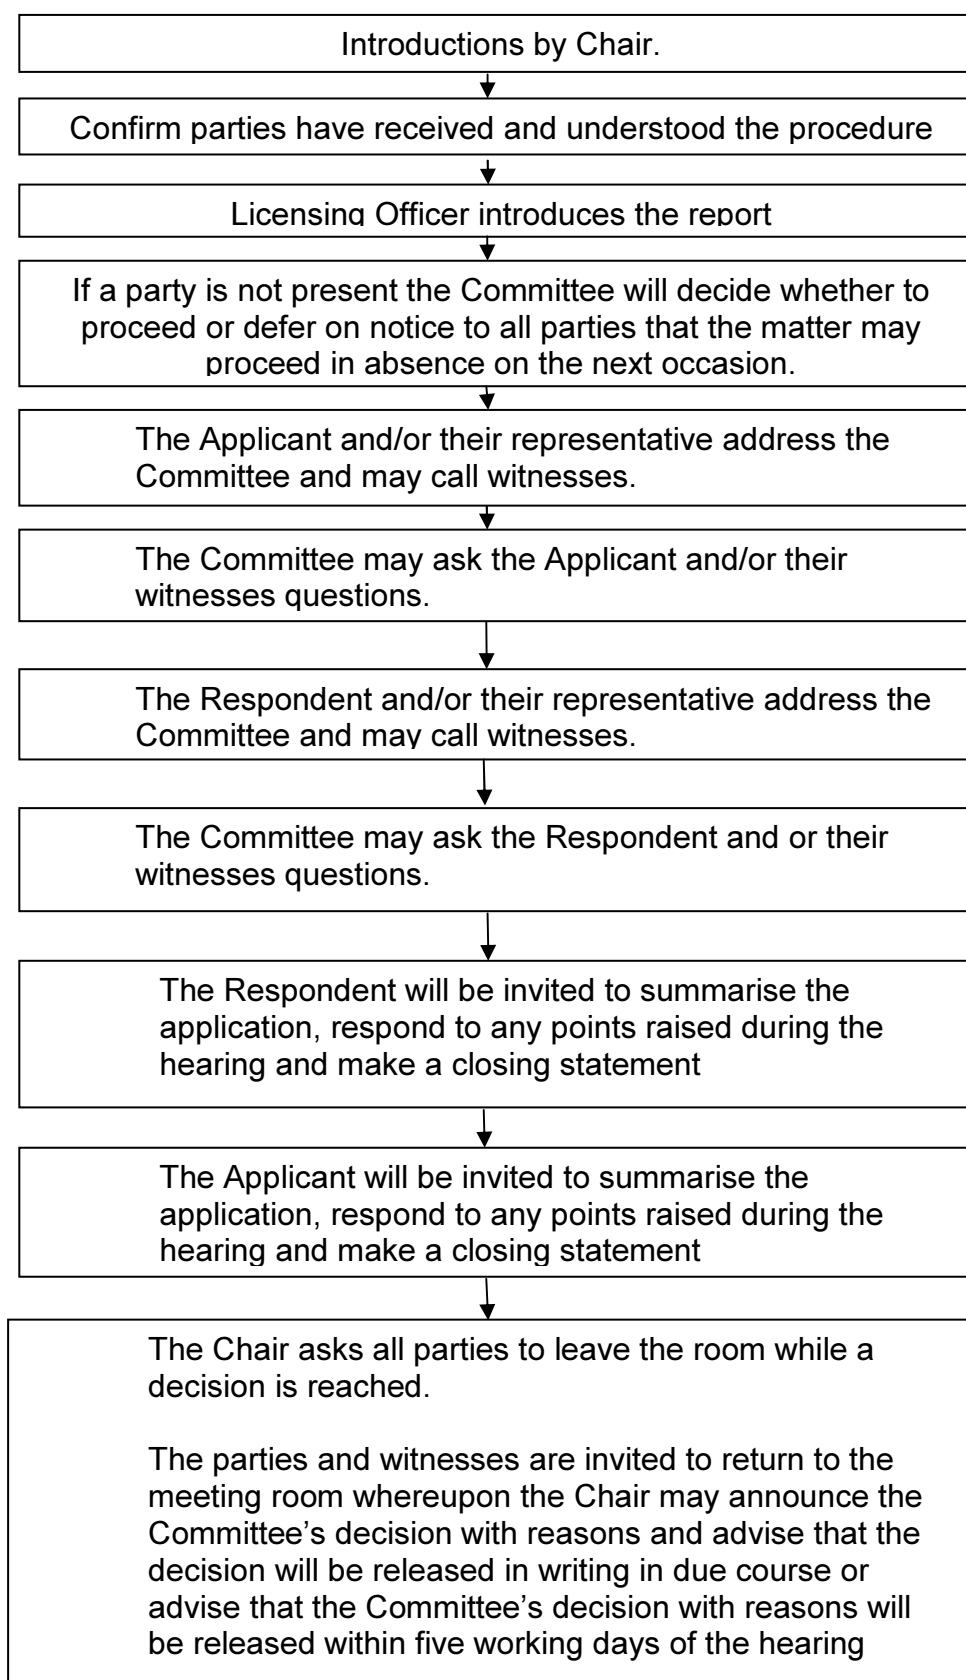 Introductions by Chair.
Confirm parties have received and understood the procedure
Licensing Officer introduces the report
If a party is not present the Committee will decide whether to
proceed or defer on notice to all parties that the matter may
proceed in absence on the next occasion.
The Applicant and/or their representative address the
Committee and may call witnesses.
The Committee may ask the Applicant and/or their
witnesses questions.
The Respondent and/or their representative address the
Committee and may call witnesses.
The Committee may ask the Respondent and or their
witnesses questions.
The Respondent will be invited to summarise the
application, respond to any points raised during the
hearing and make a closing statement
The Applicant will be invited to summarise the
application, respond to any points raised during the
hearing and make a closing statement
The Chair asks all parties to leave the room while a
decision is reached.
The parties and witnesses are invited to return to the
meeting room whereupon the Chair may announce the
Committee’s decision with reasons and advise that the
decision will be released in writing in due course or
advise that the Committee’s decision with reasons will
be released within five working days of the hearing